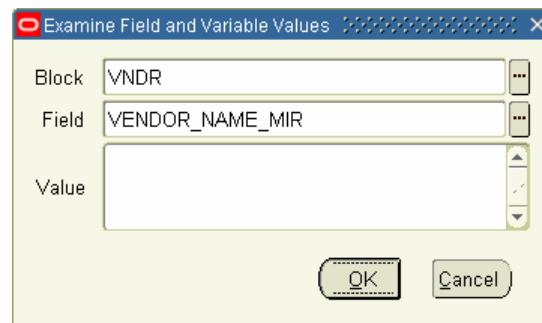 Examine Field and Variable Values
Block VNDR
Field VENDOR_NAME_MIR
Value
OK Cancel